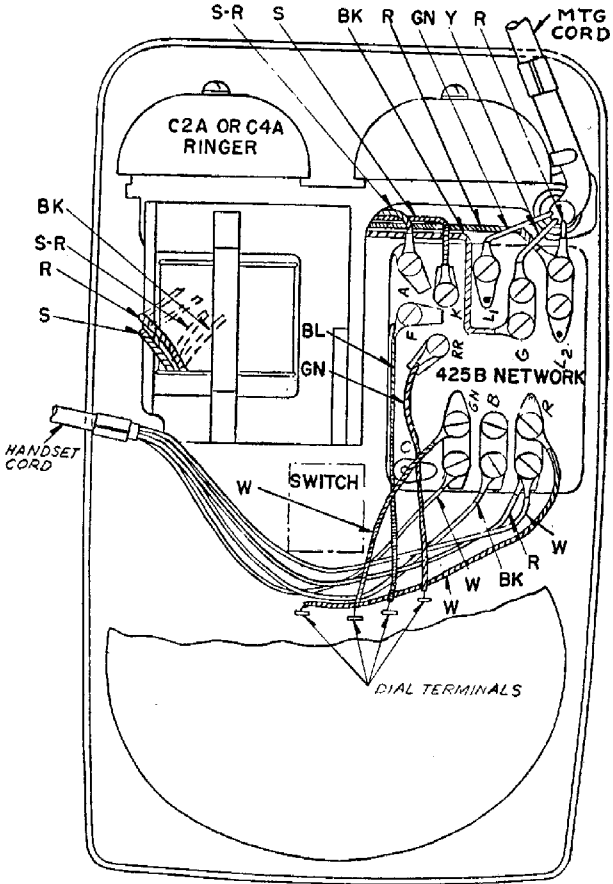 S-R S BK R GN Y R
MTG
CORD
C2A OR C4A
RINGER
BK
S-R
R
S
A
K
L1
G
L2
F
RR
BL
GN
425B NETWORK
GN
B
R
C
HANDSET
CORD
SWITCH
W
W
BK
R
W
W
DIAL TERMINALS